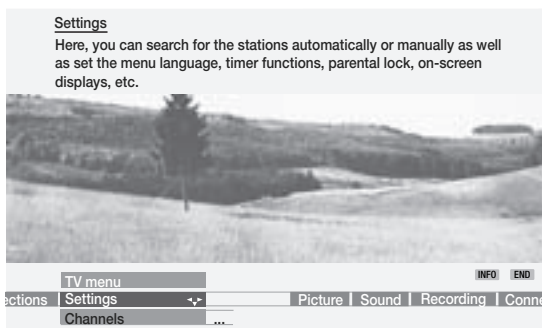 Settings
Here, you can search for the stations automatically or manually as well
as set the menu language, timer functions, parental lock, on-screen
displays, etc.
INFO END
TV menu
ections Settings Picture Sound Recording Conne
Channels ...